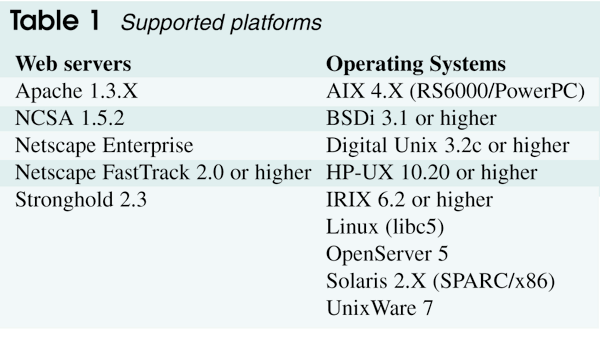 Table 1 Supported platforms
Web servers Operating Systems
Apache 1.3.X AIX 4.X (RS6000/PowerPC)
NCSA 1.5.2 BSDi 3.1 or higher
Netscape Enterprise Digital Unix 3.2c or higher
Netscape FastTrack 2.0 or higher HP-UX 10.20 or higher
Stronghold 2.3 IRIX 6.2 or higher
Linux (libc5)
OpenServer 5
Solaris 2.X (SPARC/x86)
UnixWare 7